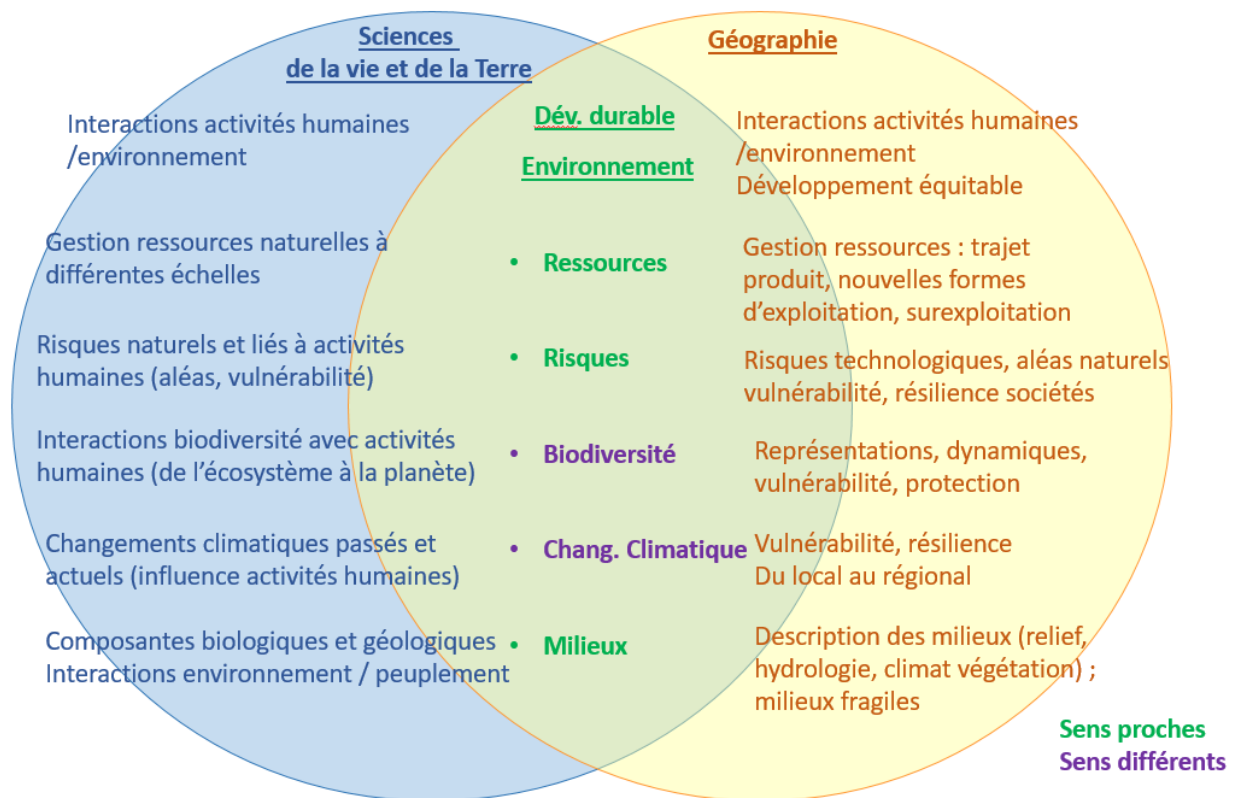 Sciences
de la vie et de la Terre
Géographie
Interactions activités humaines
/environnement
Dév. durable
Environnement
Interactions activités humaines
/environnement
Développement équitable
Gestion ressources naturelles à
différentes échelles
• Ressources
Gestion ressources : trajet
produit, nouvelles formes
d'exploitation, surexploitation
Risques naturels et liés à activités
humaines (aléas, vulnérabilité)
• Risques
Risques technologiques, aléas naturels
vulnérabilité, résilience sociétés
Interactions biodiversité avec activités
humaines (de l'écosystème à la planète)
• Biodiversité
Représentations, dynamiques,
vulnérabilité, protection
Changements climatiques passés et
actuels (influence activités humaines)
• Chang. Climatique
Vulnérabilité, résilience
Du local au régional
Composantes biologiques et géologiques
Interactions environnement / peuplement
• Milieux
Description des milieux (relief,
hydrologie, climat végétation) ;
milieux fragiles
Sens proches
Sens différents